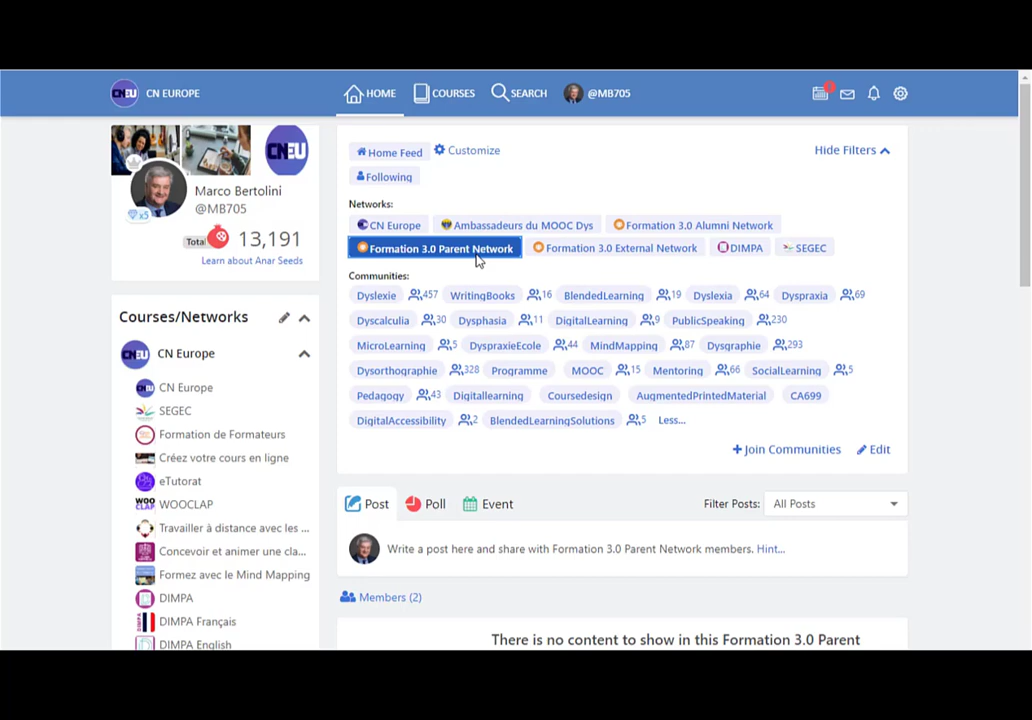 CNEU CN EUROPE HOME COURSES SEARCH @MB705
CNEU
Marco Bertolini
@MB705
x5
Total 13,191
Learn about Anar Seeds
Courses/Networks
CN Europe
CN Europe
SEGEC
Formation de Formateurs
Créez votre cours en ligne
eTutorat
WOOCLAP
Travailler à distance avec les ...
Concevoir et animer une cla...
Formez avec le Mind Mapping
DIMPA
DIMPA Français
DIMPA English
Home Feed Customize Hide Filters
Following
Networks:
CN Europe Ambassadeurs du MOOC Dys Formation 3.0 Alumni Network
Formation 3.0 Parent Network Formation 3.0 External Network DIMPA SEGEC
Communities:
Dyslexie 457 WritingBooks 16 BlendedLearning 19 Dyslexia 64 Dyspraxia 69
Dyscalculia 30 Dysphasia 11 DigitalLearning 9 PublicSpeaking 230
MicroLearning 5 DyspraxieEcole 44 MindMapping 87 Dysgraphie 293
Dysorthographie 328 Programme MOOC 15 Mentoring 66 SocialLearning 5
Pedagogy 43 Digitallearning Coursedesign AugmentedPrintedMaterial CA699
DigitalAccessibility 2 BlendedLearningSolutions 5 Less...
+Join Communities Edit
Post Poll Event Filter Posts: All Posts
Write a post here and share with Formation 3.0 Parent Network members. Hint...
Members (2)
There is no content to show in this Formation 3.0 Parent